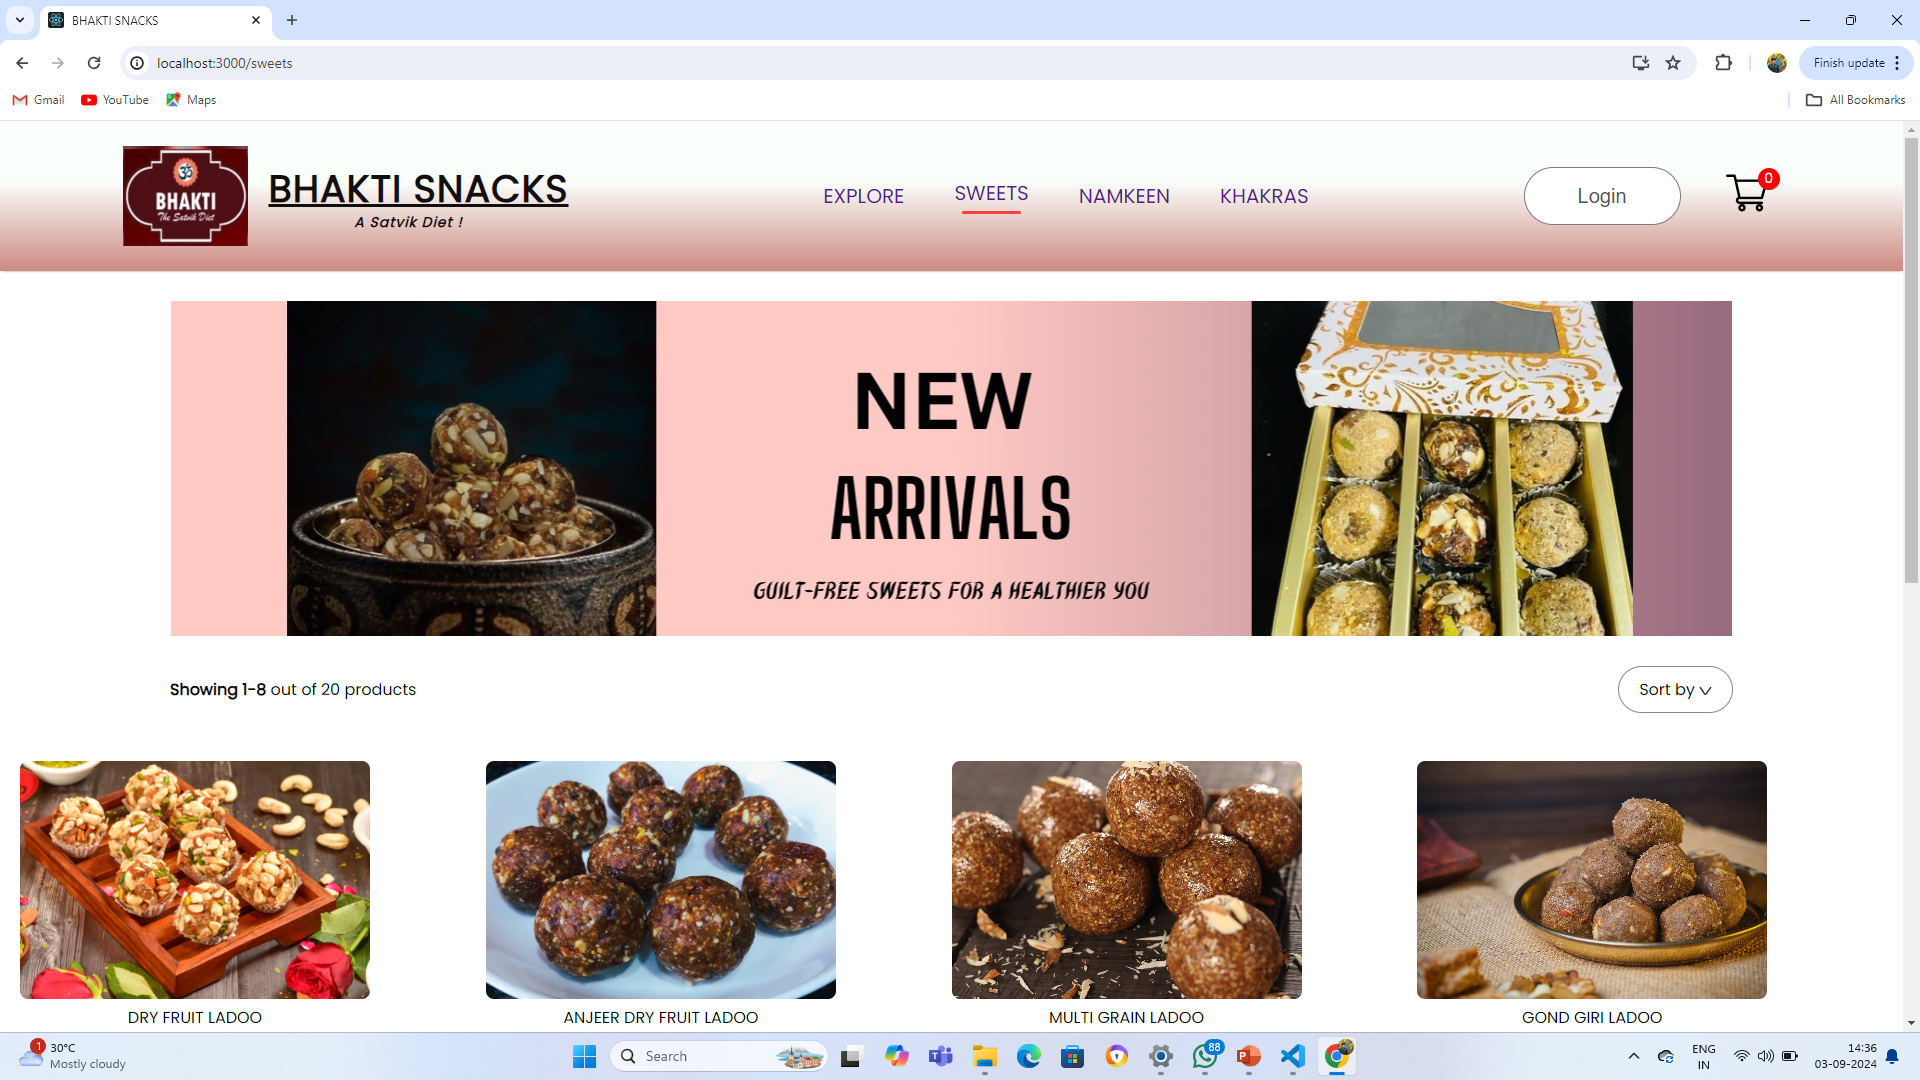 BHAKTI SNACKS
localhost:3000/sweets
Finish update
Gmail
YouTube
Maps
All Bookmarks
BHAKTI
The Satvik Diet
BHAKTI SNACKS
A Satvik Diet !
EXPLORE
SWEETS
NAMKEEN
KHAKRAS
Login
0
NEW
ARRIVALS
GUILT-FREE SWEETS FOR A HEALTHIER YOU
Showing 1-8 out of 20 products
Sort by
DRY FRUIT LADOO
ANJEER DRY FRUIT LADOO
MULTI GRAIN LADOO
GOND GIRI LADOO
1
30°C
Mostly cloudy
Search
88
ENG
IN
14:36
03-09-2024